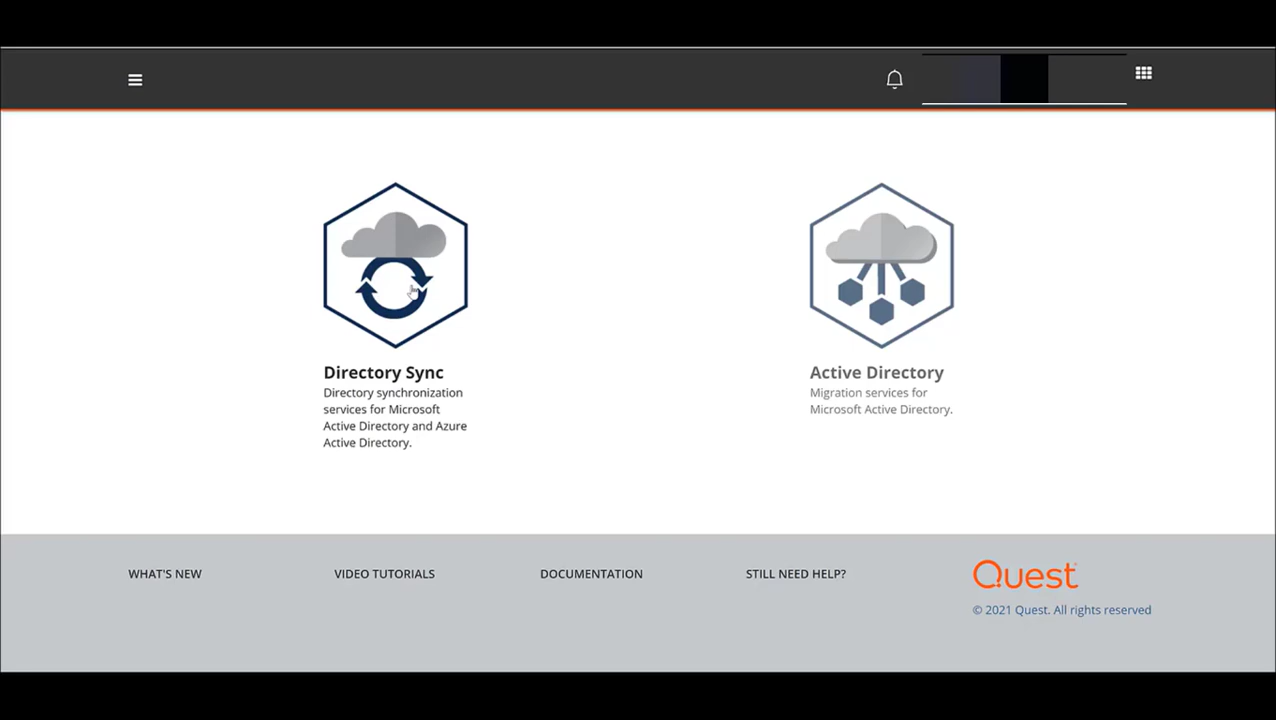 Directory Sync
Directory synchronization
services for Microsoft
Active Directory and Azure
Active Directory.
Active Directory
Migration services for
Microsoft Active Directory.
WHAT'S NEW
VIDEO TUTORIALS
DOCUMENTATION
STILL NEED HELP?
Quest
© 2021 Quest. All rights reserved